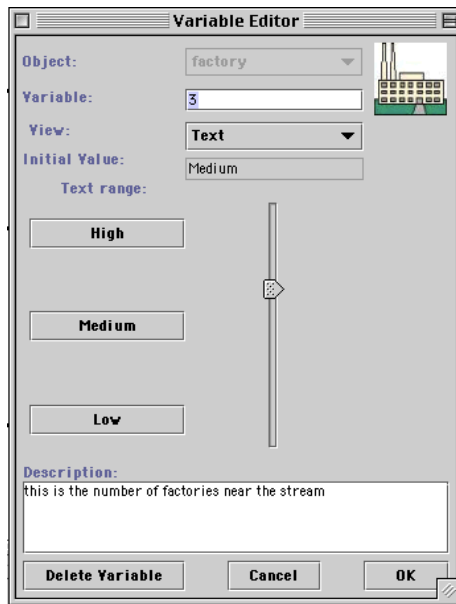 Variable Editor
Object: factory
Variable: 3
View: Text
Initial Value: Medium
Text range:
High
Medium
Low
Description:
this is the number of factories near the stream
Delete Variable Cancel OK